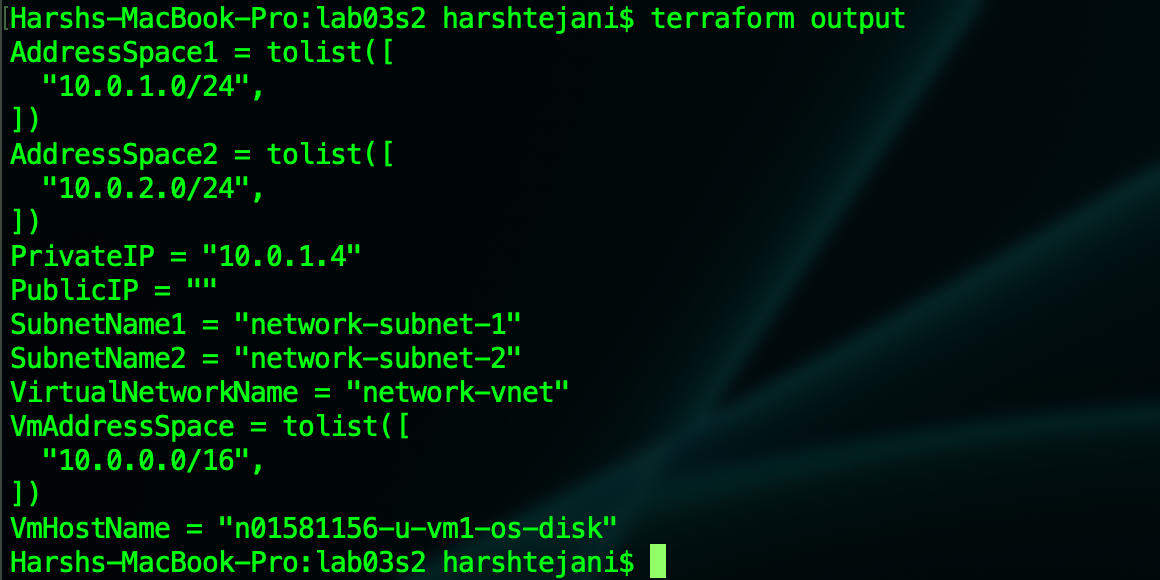 [Harshs-MacBook-Pro:lab03s2 harshtejani$ terraform output
AddressSpace1 = tolist([
  "10.0.1.0/24",
])
AddressSpace2 = tolist([
  "10.0.2.0/24",
])
PrivateIP = "10.0.1.4"
PublicIP = ""
SubnetName1 = "network-subnet-1"
SubnetName2 = "network-subnet-2"
VirtualNetworkName = "network-vnet"
VmAddressSpace = tolist([
  "10.0.0.0/16",
])
VmHostName = "n01581156-u-vm1-os-disk"
Harshs-MacBook-Pro:lab03s2 harshtejani$